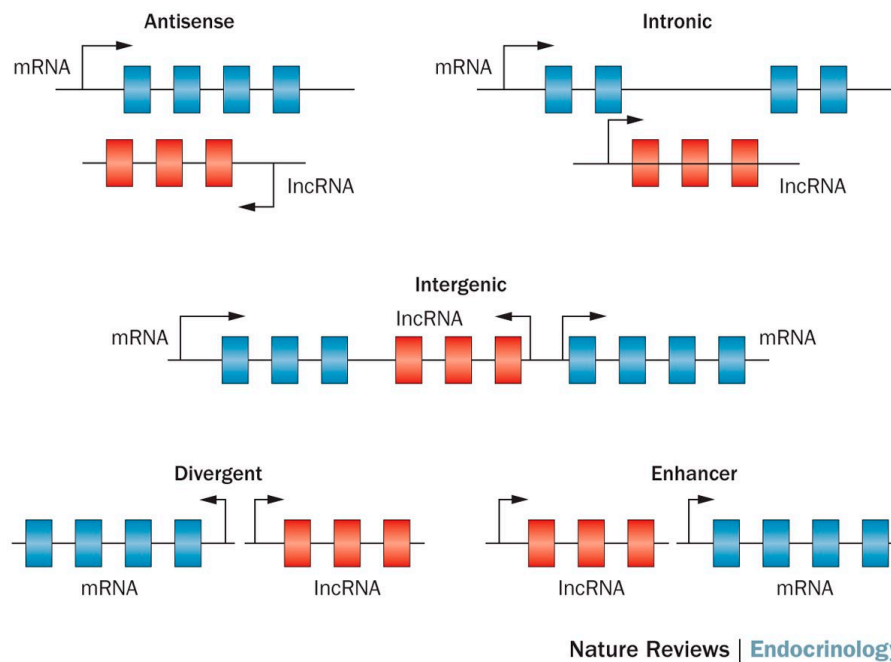 Antisense
mRNA
lncRNA
Intronic
mRNA
lncRNA
Intergenic
mRNA
lncRNA
mRNA
Divergent
mRNA
lncRNA
Enhancer
lncRNA
mRNA
Nature Reviews | Endocrinology